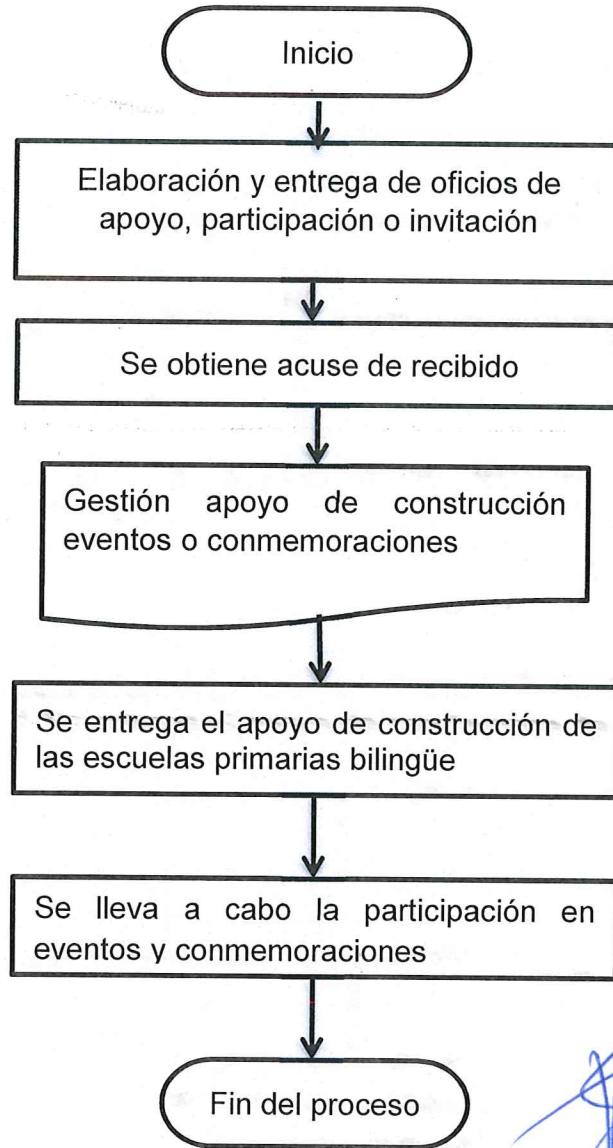 Inicio
Elaboración y entrega de oficios de
apoyo, participación o invitación
Se obtiene acuse de recibido
Gestión apoyo de construcción
eventos o conmemoraciones
Se entrega el apoyo de construcción de
las escuelas primarias bilingüe
Se lleva a cabo la participación en
eventos y conmemoraciones
Fin del proceso